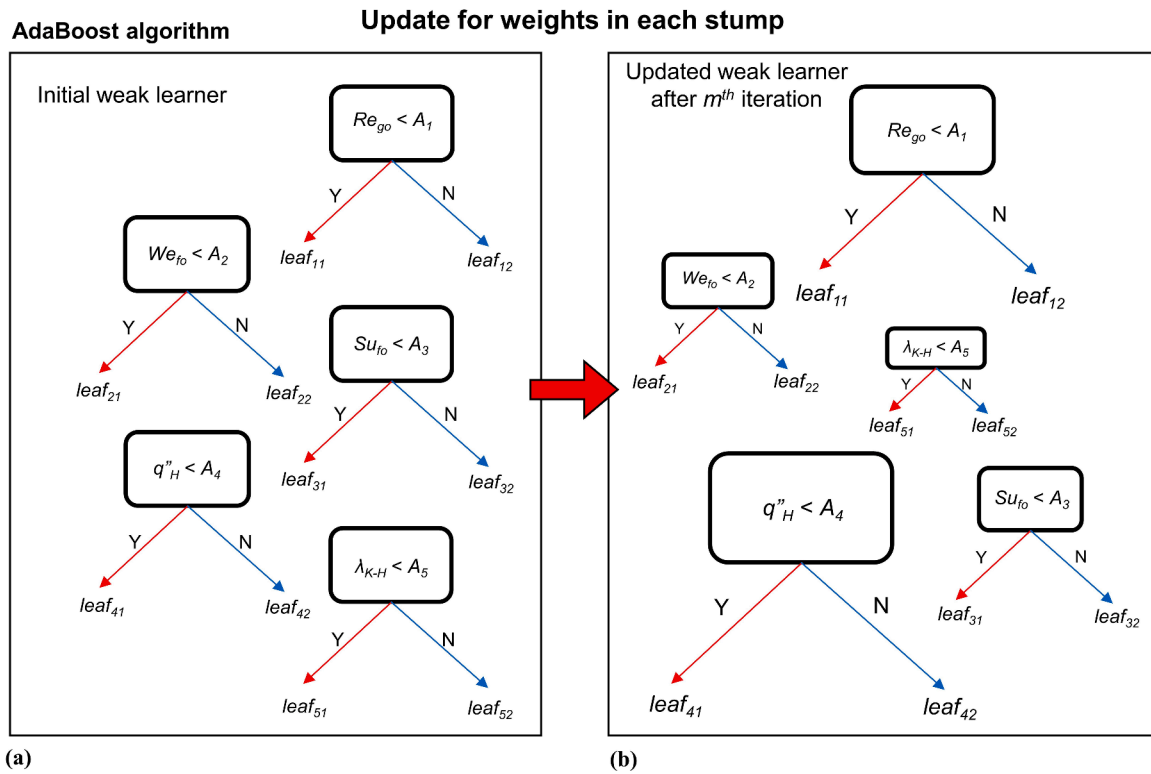 Update for weights in each stump
AdaBoost algorithm
Initial weak learner
Re_go < A_1
Y
N
leaf_11
leaf_12
We_fo < A_2
Y
N
leaf_21
leaf_22
Su_fo < A_3
Y
N
leaf_31
leaf_32
q”_H < A_4
Y
N
leaf_41
leaf_42
λ_K-H < A_5
Y
N
leaf_51
leaf_52
(a)
Updated weak learner
after m^th iteration
Re_go < A_1
Y
N
leaf_11
leaf_12
We_fo < A_2
Y
N
leaf_21
leaf_22
λ_K-H < A_5
Y
N
leaf_51
leaf_52
q”_H < A_4
Y
N
leaf_41
leaf_42
Su_fo < A_3
Y
N
leaf_31
leaf_32
(b)